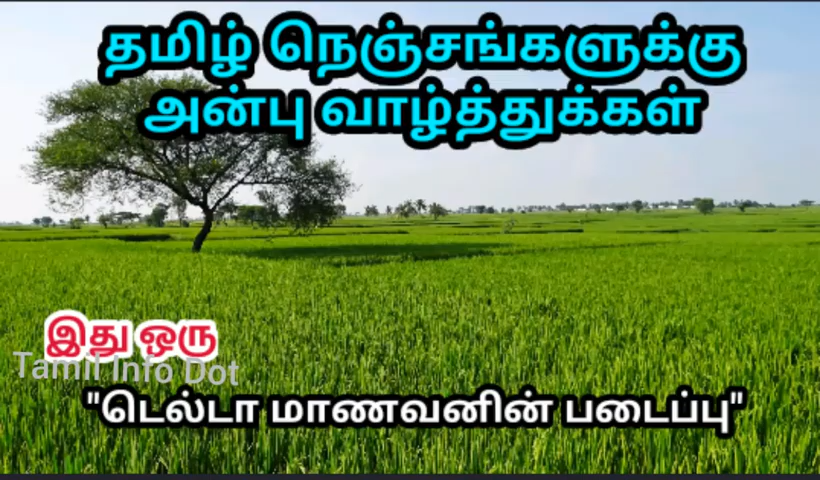 தமிழ் நெஞ்சங்களுக்கு
அன்பு வாழ்த்துக்கள்
இது ஒரு
Tamil Info Dot
"டெல்டா மாணவனின் படைப்பு"